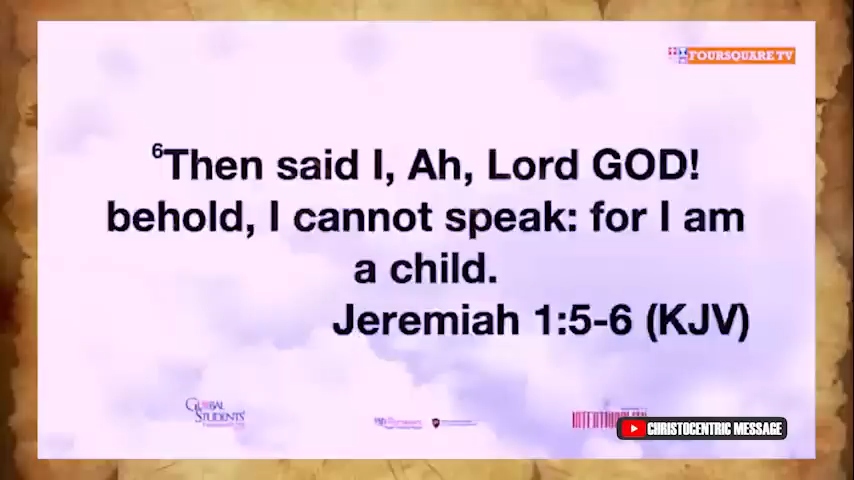 FOURSQUARE TV
⁶Then said I, Ah, Lord GOD!
behold, I cannot speak: for I am
a child.
Jeremiah 1:5-6 (KJV)
GLOBAL
STUDENTS'
CHRISTOCENTRIC MESSAGE